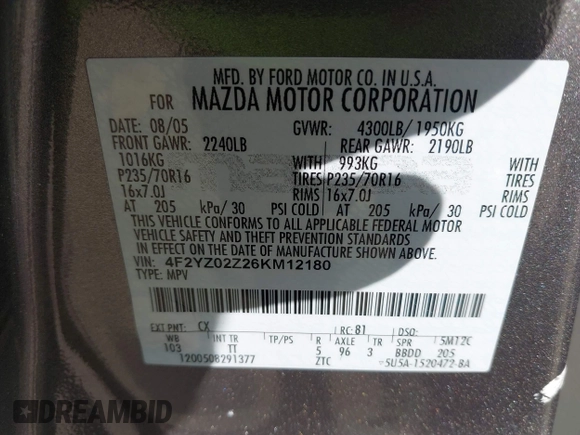 MFD. BY FORD MOTOR CO. IN U.S.A.
FOR MAZDA MOTOR CORPORATION
DATE: 08/05 GVWR: 4300LB/ 1950KG
FRONT GAWR: 2240LB REAR GAWR: 2190LB
1016KG WITH 993KG WITH
P235/70R16 TIRES P235/70R16 TIRES
16x7.0J RIMS 16x7.0J RIMS
AT 205 kPa/ 30 PSI COLD AT 205 kPa/ 30 PSI COLD
THIS VEHICLE CONFORMS TO ALL APPLICABLE FEDERAL MOTOR
VEHICLE SAFETY AND THEFT PREVENTION STANDARDS
IN EFFECT ON THE DATE OF MANUFACTURE SHOWN ABOVE.
VIN: 4F2YZ02Z26KM12180
TYPE: MPV
EXT PNT: CX RC: 81 DSO:
WB INT TR TP/PS R AXLE TR SPR 5M12C
103 TT 5 96 3 BBDD 205
1200508291377 ZTC 5U5A-1520472-BA
DREAMBID